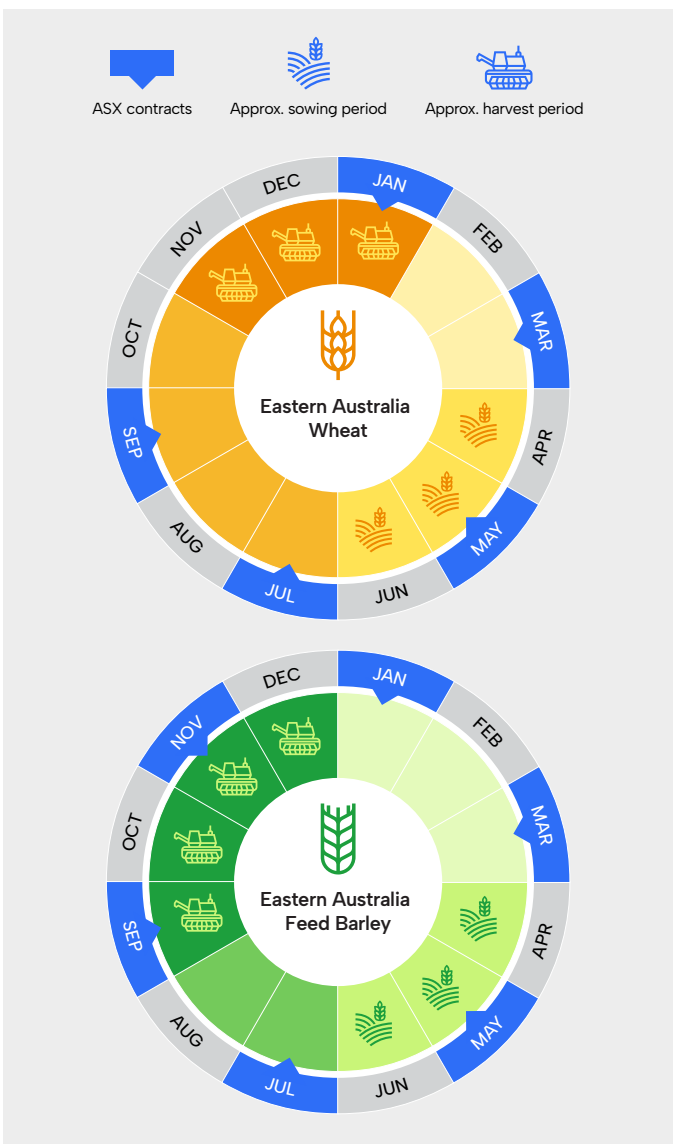 ASX contracts
Approx. sowing period
Approx. harvest period
JAN
FEB
MAR
APR
MAY
JUN
JUL
AUG
SEP
OCT
NOV
DEC
Eastern Australia
Wheat
JAN
FEB
MAR
APR
MAY
JUN
JUL
AUG
SEP
OCT
NOV
DEC
Eastern Australia
Feed Barley